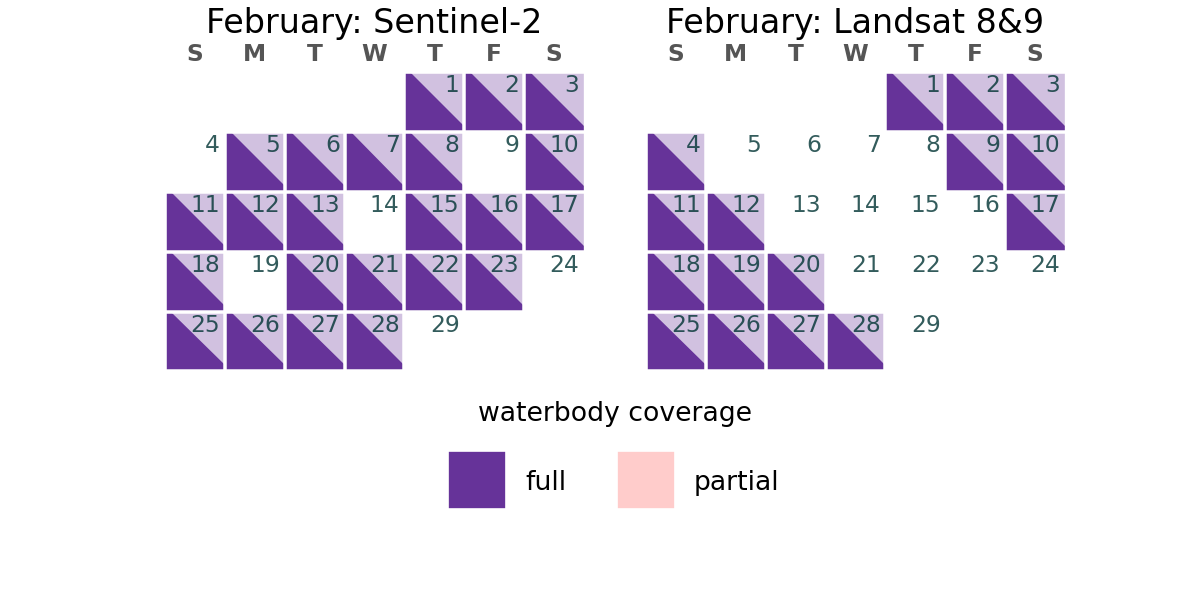 February: Sentinel-2
S M T W T F S
1 2 3
4 5 6 7 8 9 10
11 12 13 14 15 16 17
18 19 20 21 22 23 24
25 26 27 28 29
February: Landsat 8&9
S M T W T F S
1 2 3
4 5 6 7 8 9 10
11 12 13 14 15 16 17
18 19 20 21 22 23 24
25 26 27 28 29
waterbody coverage
full partial